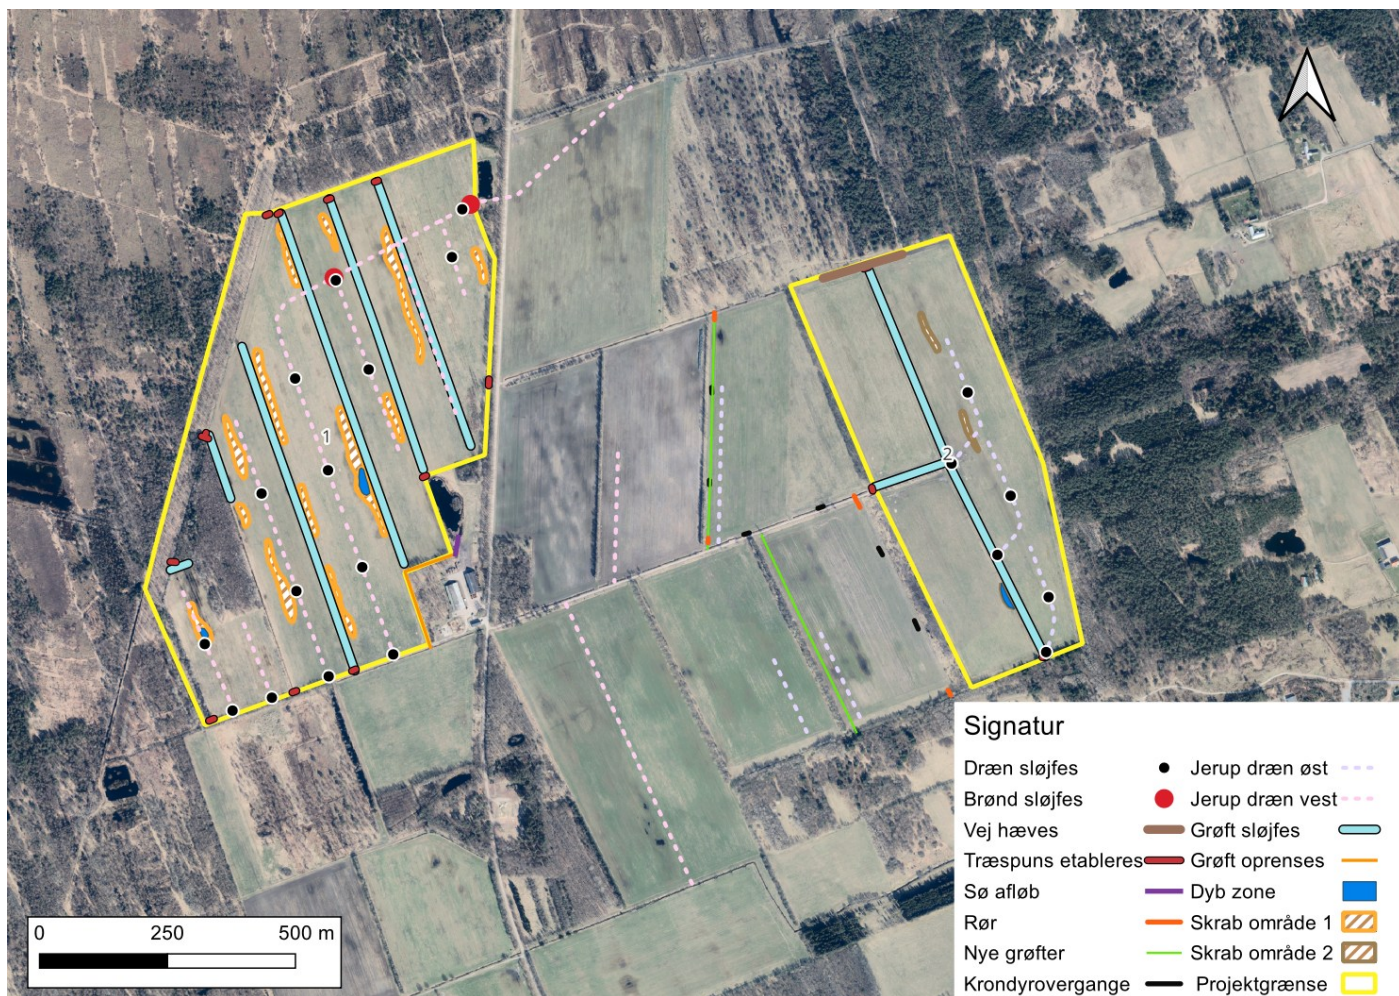 1
2
Signatur
Dræn sløjfes
Jerup dræn øst
Brønd sløjfes
Jerup dræn vest
Vej hæves
Grøft sløjfes
Træspuns etableres
Grøft oprenses
Sø afløb
Dyb zone
Rør
Skrab område 1
Nye grøfter
Skrab område 2
Krondyrovergange
Projektgrænse
0 250 500 m